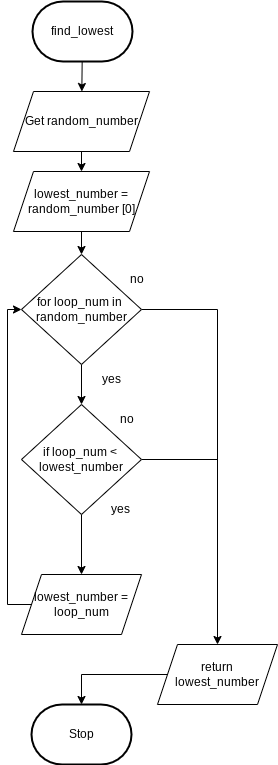 find_lowest
Get random_number
lowest_number =
random_number [0]
no
for loop_num in
random_number
yes
no
if loop_num <
lowest_number
yes
lowest_number =
loop_num
return
lowest_number
Stop